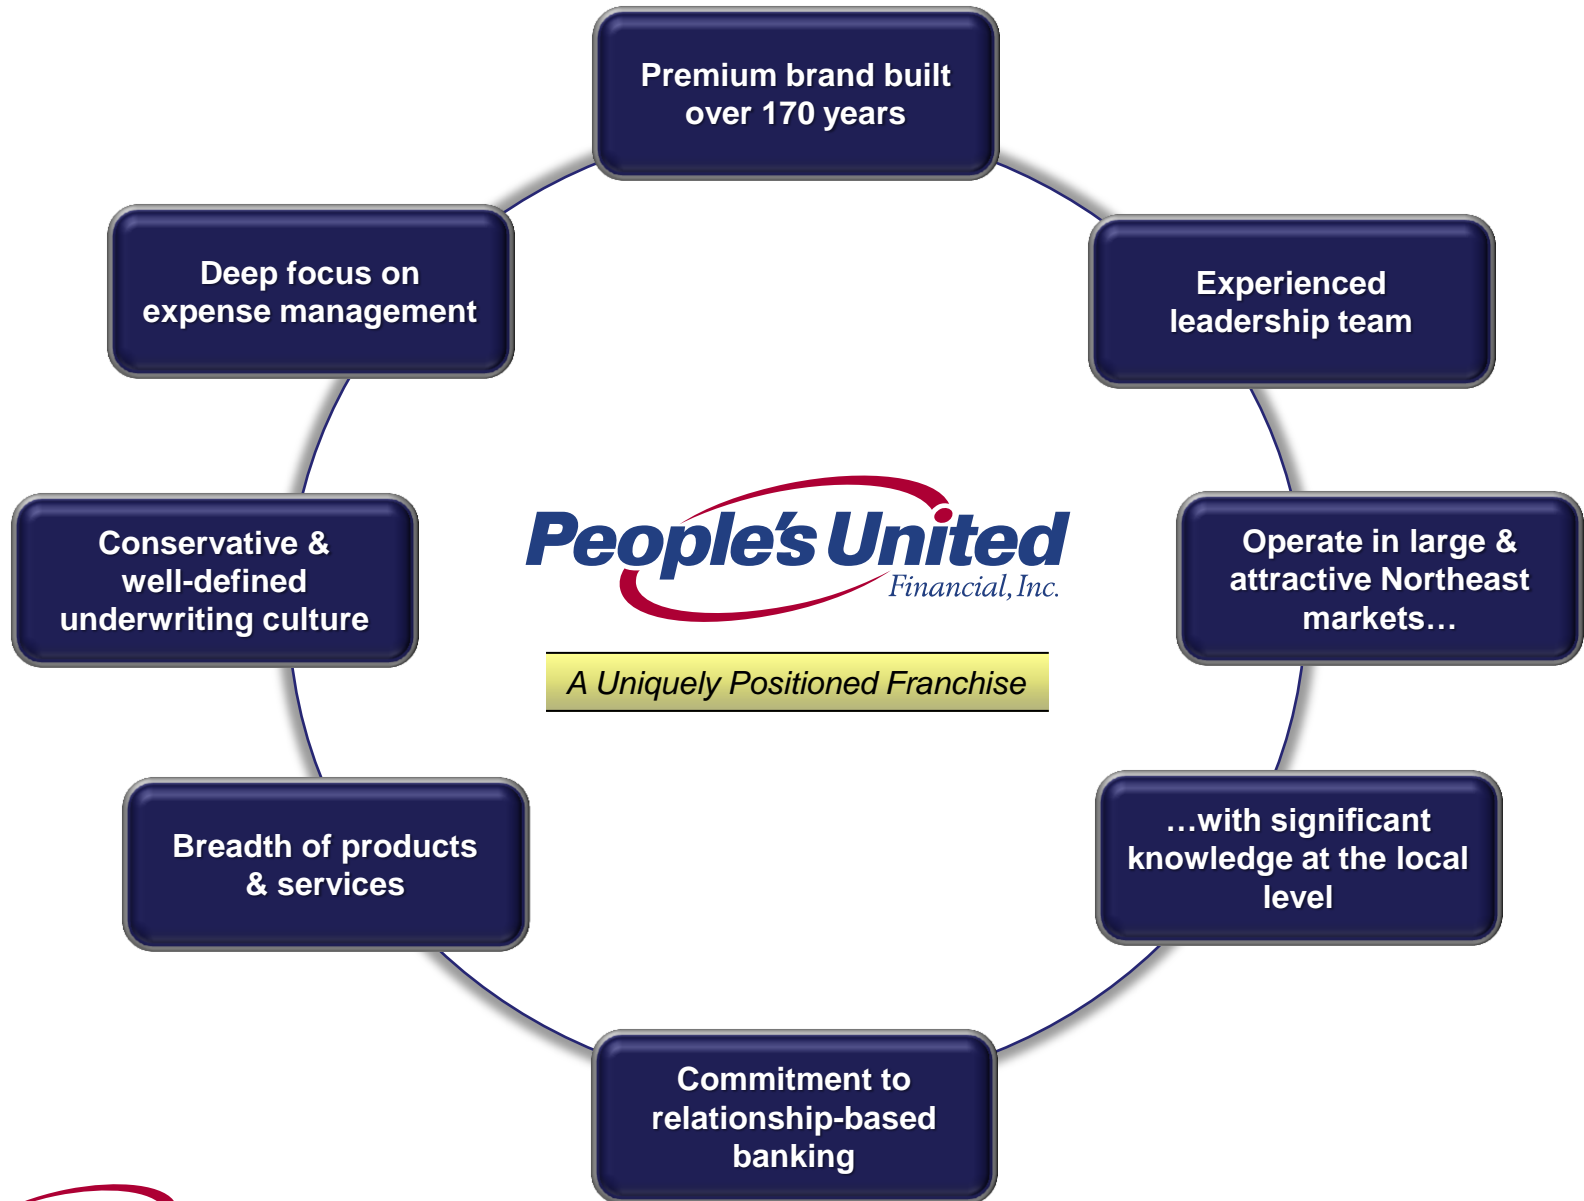 Premium brand built
over 170 years
Experienced
leadership team
Operate in large &
attractive Northeast
markets…
…with significant
knowledge at the local
level
Commitment to
relationship-based
banking
Breadth of products
& services
Conservative &
well-defined
underwriting culture
Deep focus on
expense management
People's United
Financial, Inc.
A Uniquely Positioned Franchise